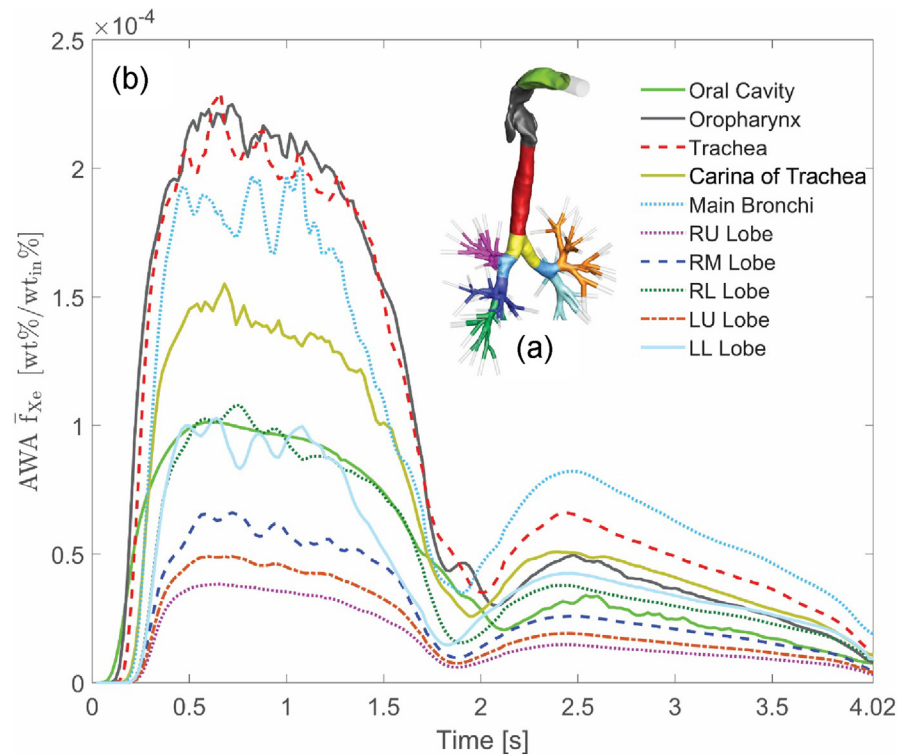 ×10⁻⁴
2.5
2
1.5
1
0.5
0
AWA f̄_Xe [wt%/wt_in%]
(b)
(a)
Oral Cavity
Oropharynx
Trachea
Carina of Trachea
Main Bronchi
RU Lobe
RM Lobe
RL Lobe
LU Lobe
LL Lobe
0 0.5 1 1.5 2 2.5 3 3.5 4.02
Time [s]